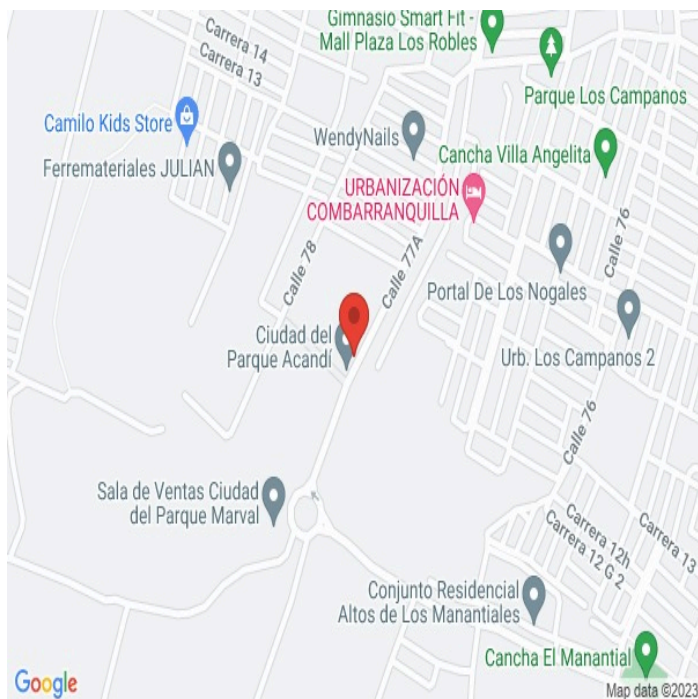 Gimnasio Smart Fit -
Mall Plaza Los Robles
Carrera 14
Carrera 13
Parque Los Campanos
Camilo Kids Store
WendyNails
Cancha Villa Angelita
Ferremateriales JULIAN
URBANIZACIÓN
COMBARRANQUILLA
Calle 76
Calle 78
Calle 77A
Portal De Los Nogales
Ciudad del
Parque Acandí
Urb. Los Campanos 2
Calle 76
Sala de Ventas Ciudad
del Parque Marval
Carrera 12h
Carrera 12 G 2
Carrera 13
Conjunto Residencial
Altos de Los Manantiales
Cancha El Manantial
Google
Map data ©2023